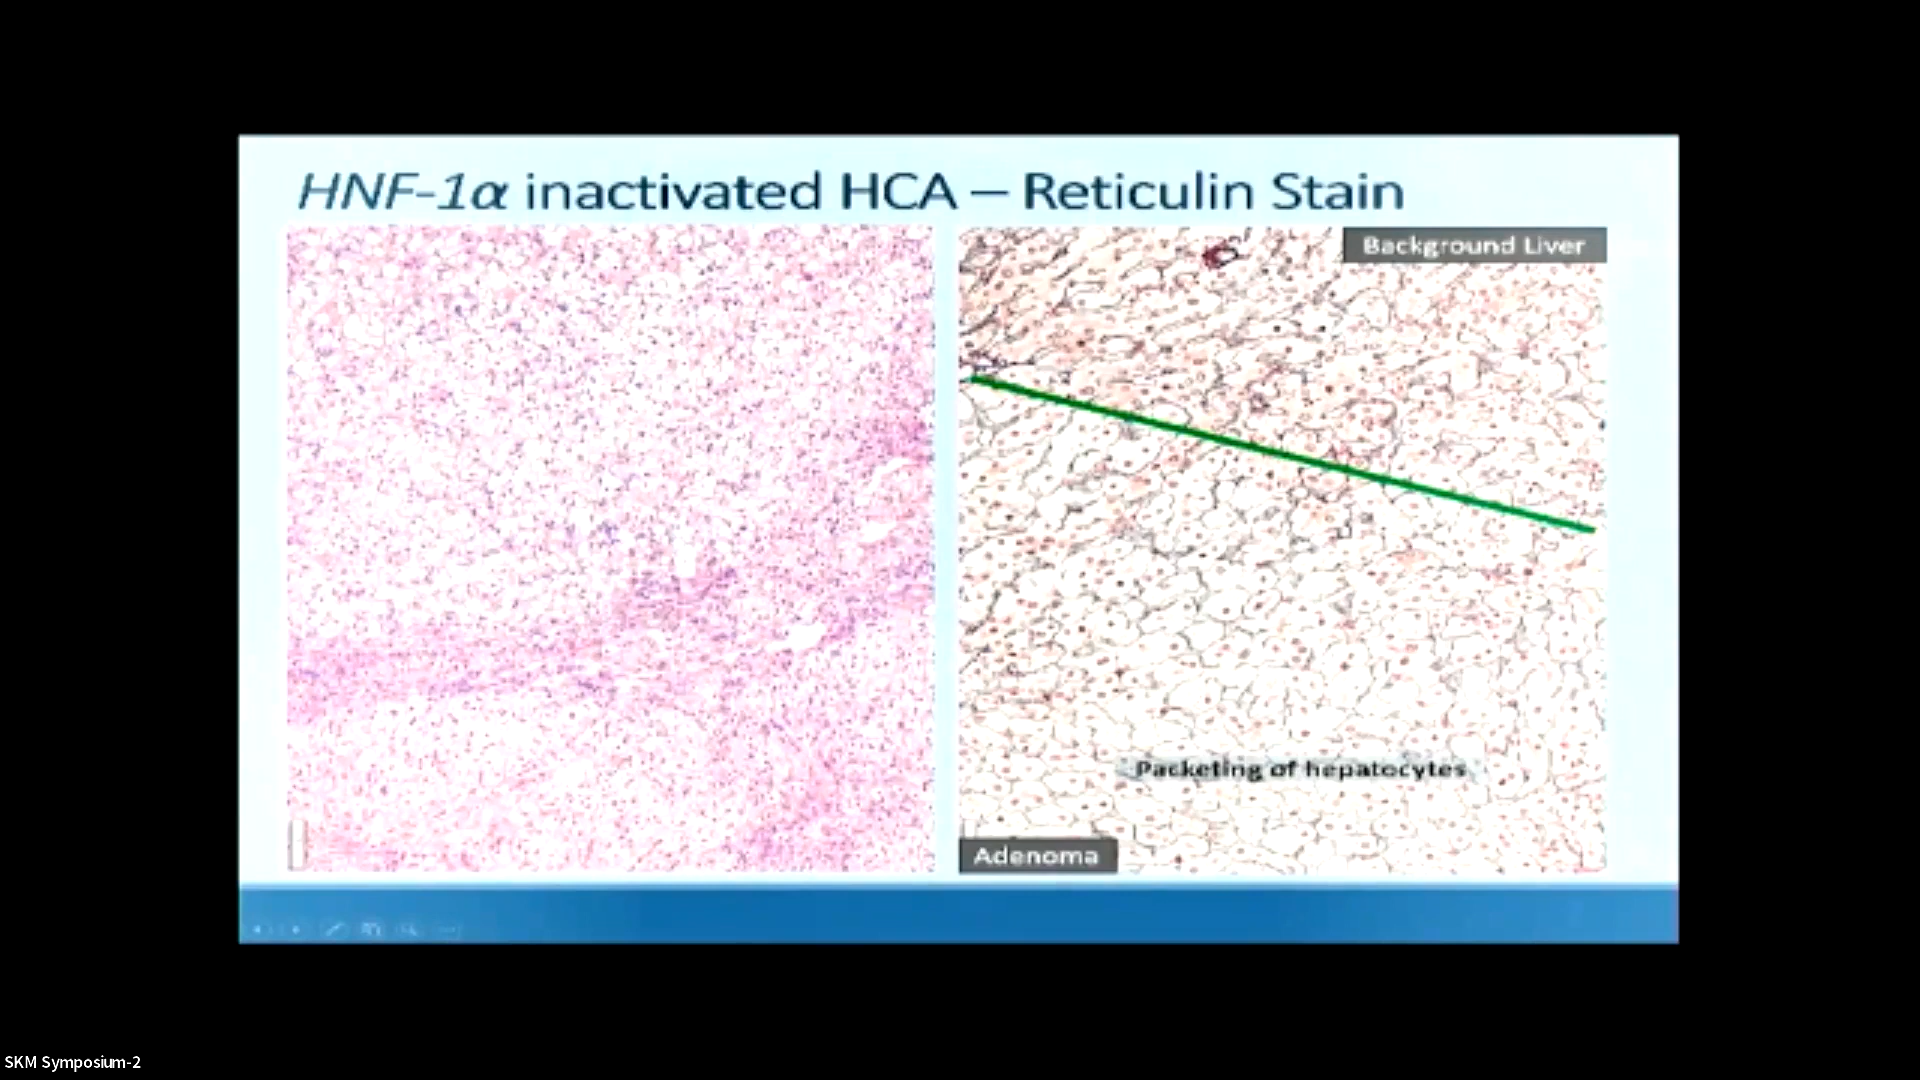 HNF-1α inactivated HCA – Reticulin Stain
Background Liver
Packeting of hepatocytes
Adenoma
SKM Symposium-2